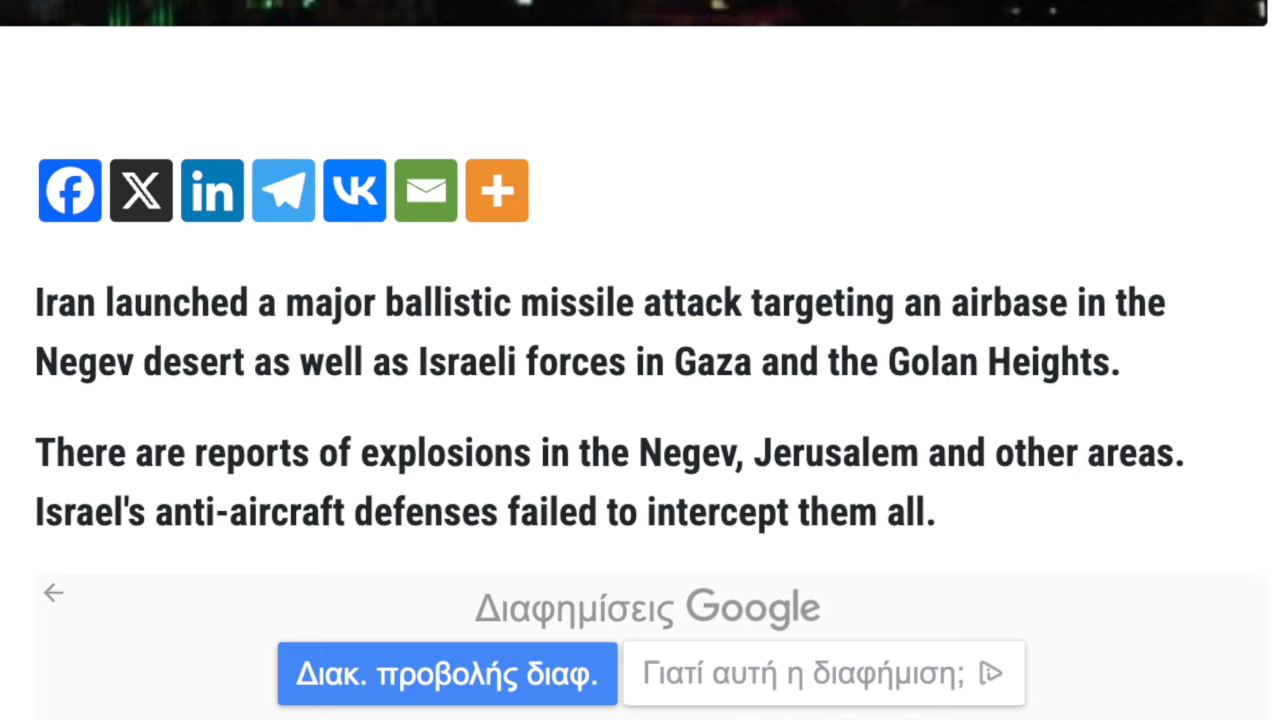 Iran launched a major ballistic missile attack targeting an airbase in the
Negev desert as well as Israeli forces in Gaza and the Golan Heights.
There are reports of explosions in the Negev, Jerusalem and other areas.
Israel's anti-aircraft defenses failed to intercept them all.
Διαφημίσεις Google
Διακ. προβολής διαφ.
Γιατί αυτή η διαφήμιση;